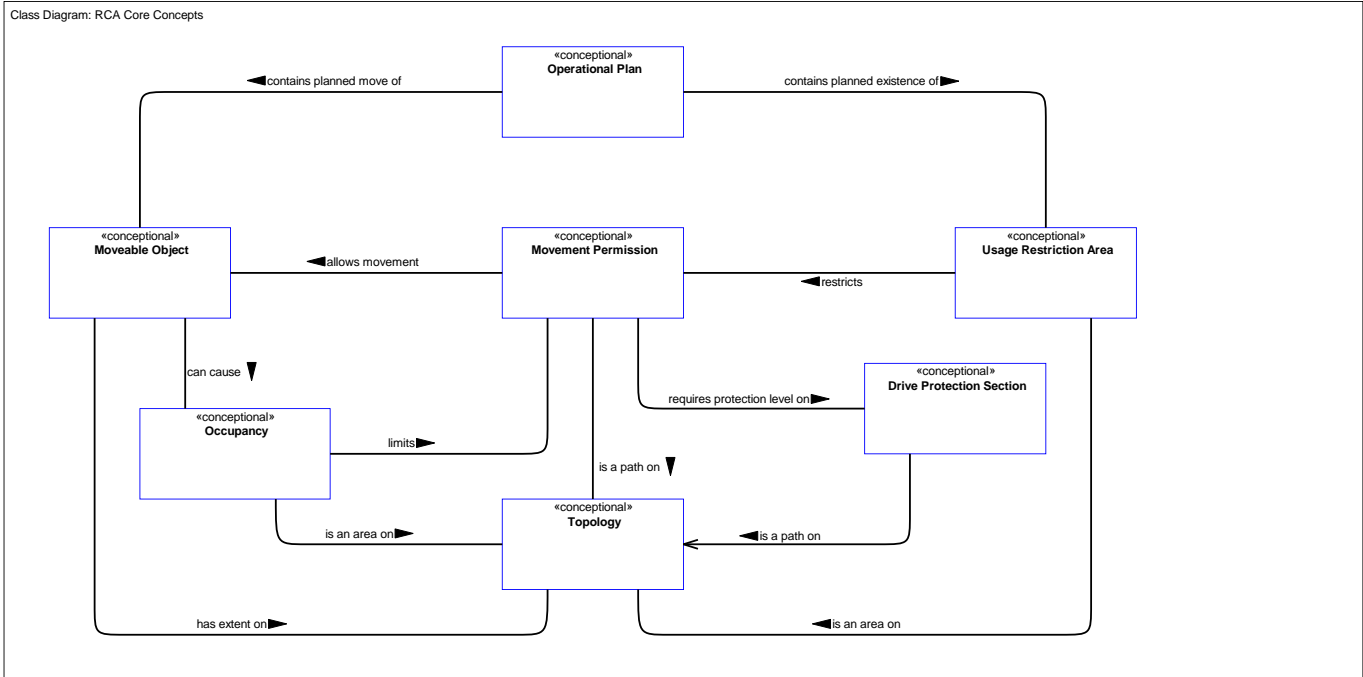 Class Diagram: RCA Core Concepts
«conceptional»
Operational Plan
contains planned move of
contains planned existence of
«conceptional»
Moveable Object
«conceptional»
Movement Permission
«conceptional»
Usage Restriction Area
allows movement
restricts
can cause
«conceptional»
Drive Protection Section
requires protection level on
«conceptional»
Occupancy
limits
is a path on
«conceptional»
Topology
is an area on
is a path on
has extent on
is an area on